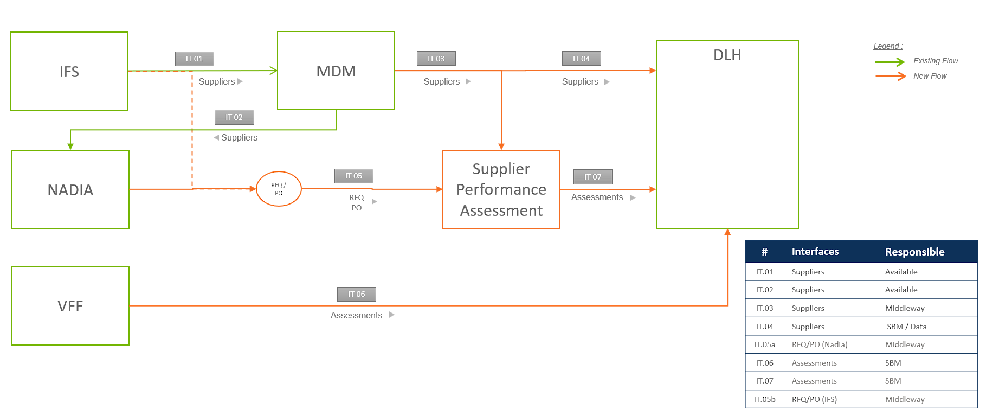 IFS
IT 01
Suppliers
MDM
IT 03
Suppliers
IT 04
Suppliers
DLH
Legend :
Existing Flow
New Flow
IT 02
Suppliers
NADIA
RFQ /
PO
IT 05
RFQ
PO
Supplier
Performance
Assessment
IT 07
Assessments
VFF
IT 06
Assessments
# Interfaces Responsible
IT.01 Suppliers Available
IT.02 Suppliers Available
IT.03 Suppliers Middleway
IT.04 Suppliers SBM / Data
IT.05a RFQ/PO (Nadia) Middleway
IT.06 Assessments SBM
IT.07 Assessments SBM
IT.05b RFQ/PO (IFS) Middleway